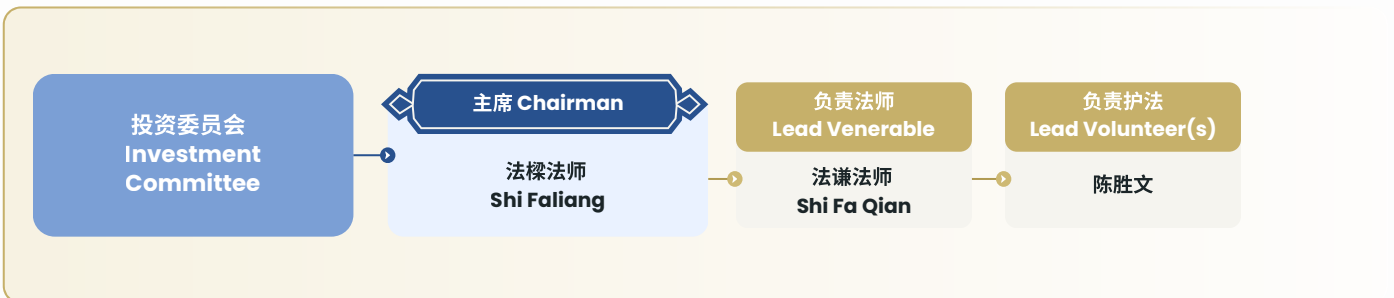 投资委员会
Investment
Committee
主席 Chairman
法樑法师
Shi Faliang
负责法师
Lead Venerable
法谦法师
Shi Fa Qian
负责护法
Lead Volunteer(s)
陈胜文